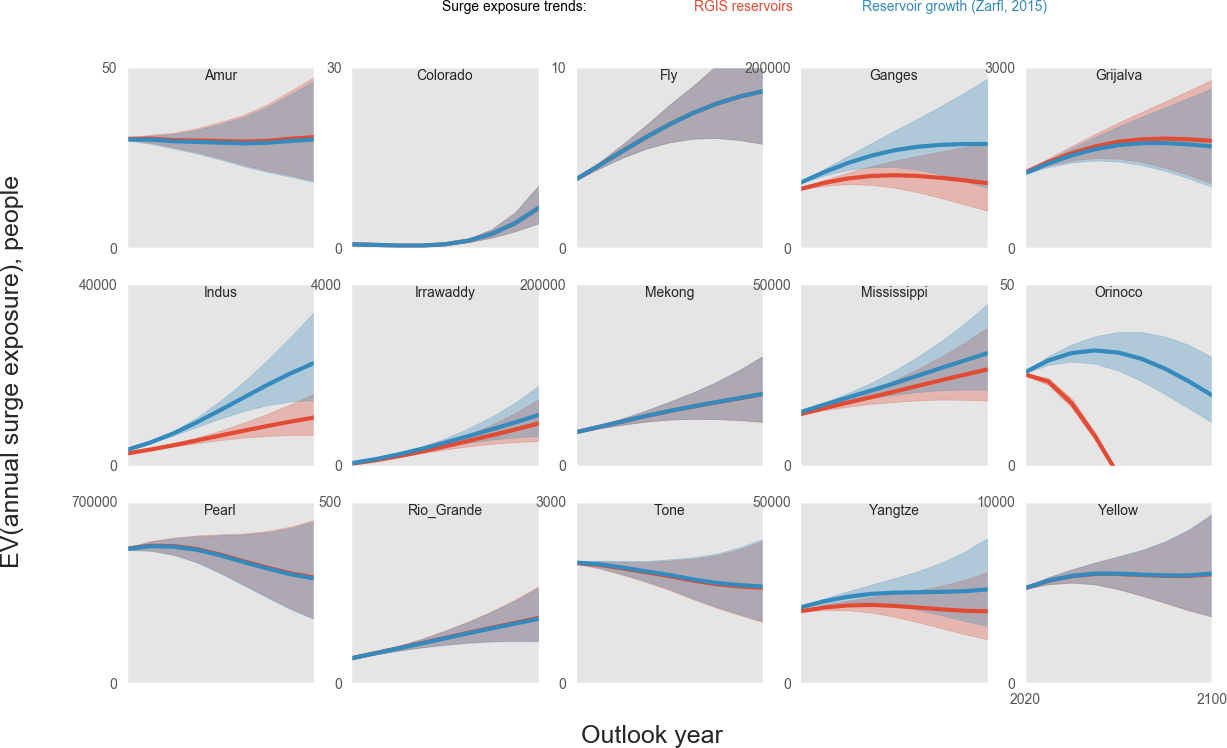 Surge exposure trends: RGIS reservoirs Reservoir growth (Zarfl, 2015)
50 Amur 30 Colorado 10 Fly 200000 Ganges 3000 Grijalva
0 0 0 0 0
40000 Indus 4000 Irrawaddy 200000 Mekong 50000 Mississippi 50 Orinoco
0 0 0 0 0
700000 Pearl 500 Rio_Grande 3000 Tone 50000 Yangtze 10000 Yellow
0 0 0 0 0
2020 2100
EV(annual surge exposure), people
Outlook year